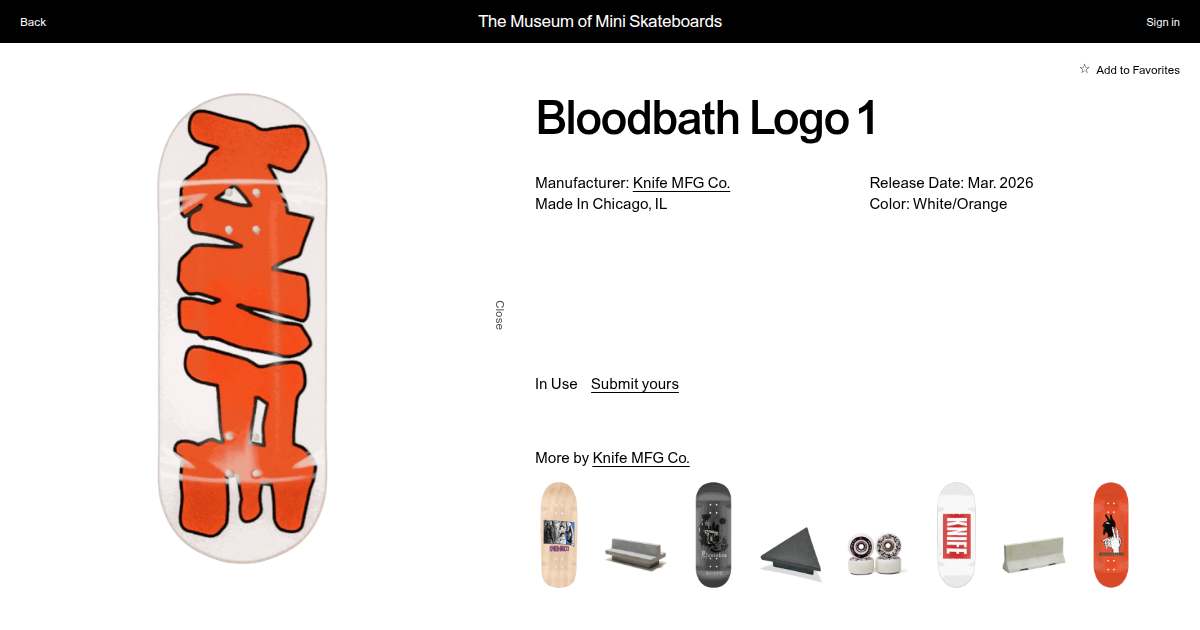 Back
The Museum of Mini Skateboards
Sign in
☆ Add to Favorites
KNIFE
Bloodbath Logo 1
Manufacturer: Knife MFG Co.
Made In Chicago, IL
Release Date: Mar. 2026
Color: White/Orange
Close
In Use Submit yours
More by Knife MFG Co.
KNIFE